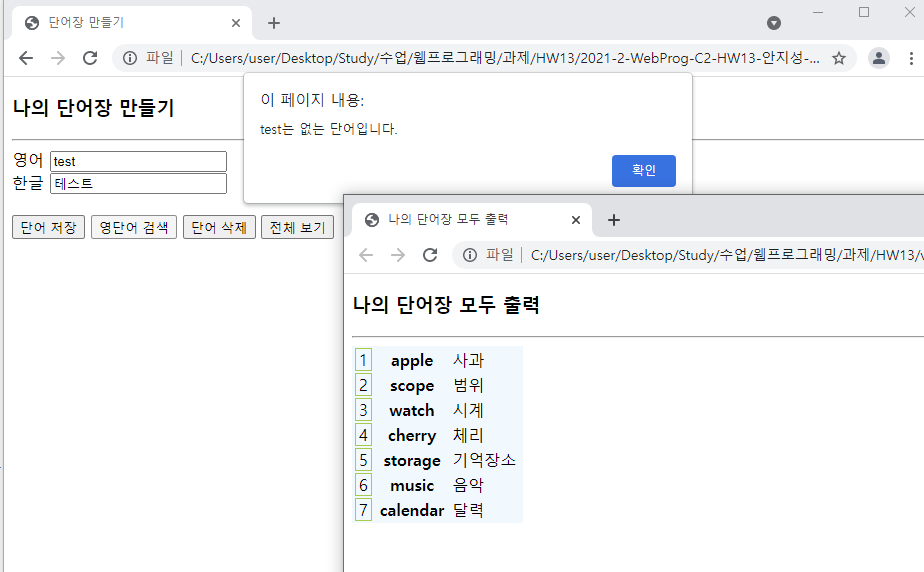 단어장 만들기
파일 C:/Users/user/Desktop/Study/수업/웹프로그래밍/과제/HW13/2021-2-WebProg-C2-HW13-안지성-...
나의 단어장 만들기
이 페이지 내용:
test는 없는 단어입니다.
확인
영어 test
한글 테스트
단어 저장 영단어 검색 단어 삭제 전체 보기
나의 단어장 모두 출력
파일 C:/Users/user/Desktop/Study/수업/웹프로그래밍/과제/HW13/v
나의 단어장 모두 출력
1 apple 사과
2 scope 범위
3 watch 시계
4 cherry 체리
5 storage 기억장소
6 music 음악
7 calendar 달력